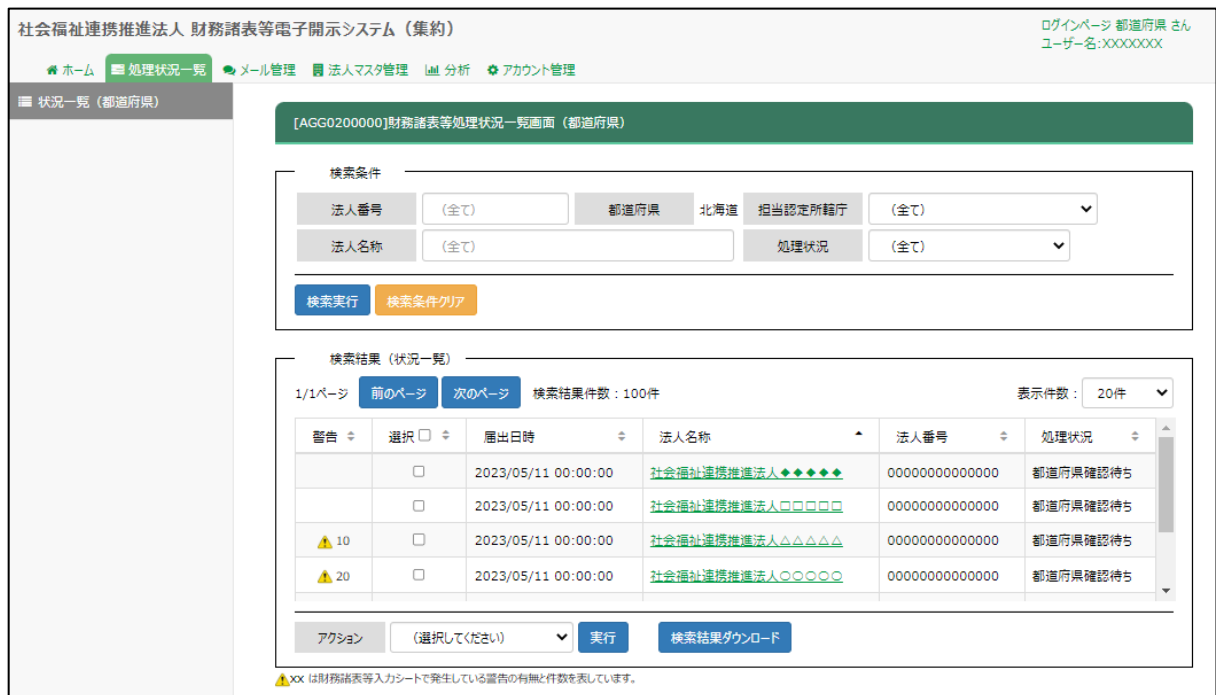 社会福祉連携推進法人 財務諸表等電子開示システム（集約）
ログインページ 都道府県 さん
ユーザー名:XXXXXXX
ホーム 処理状況一覧 メール管理 法人マスタ管理 分析 アカウント管理
状況一覧（都道府県）
[AGG0200000]財務諸表等処理状況一覧画面（都道府県）
検索条件
法人番号 （全て） 都道府県 北海道 担当認定所轄庁 （全て）
法人名称 （全て） 処理状況 （全て）
検索実行 検索条件クリア
検索結果（状況一覧）
1/1ページ 前のページ 次のページ 検索結果件数：100件 表示件数： 20件
警告 選択 届出日時 法人名称 法人番号 処理状況
2023/05/11 00:00:00 社会福祉連携推進法人◆◆◆◆◆ 00000000000000 都道府県確認待ち
2023/05/11 00:00:00 社会福祉連携推進法人□□□□□ 00000000000000 都道府県確認待ち
10 2023/05/11 00:00:00 社会福祉連携推進法人△△△△△ 00000000000000 都道府県確認待ち
20 2023/05/11 00:00:00 社会福祉連携推進法人○○○○○ 00000000000000 都道府県確認待ち
アクション （選択してください） 実行 検索結果ダウンロード
XX は財務諸表等入力シートで発生している警告の有無と件数を表しています。